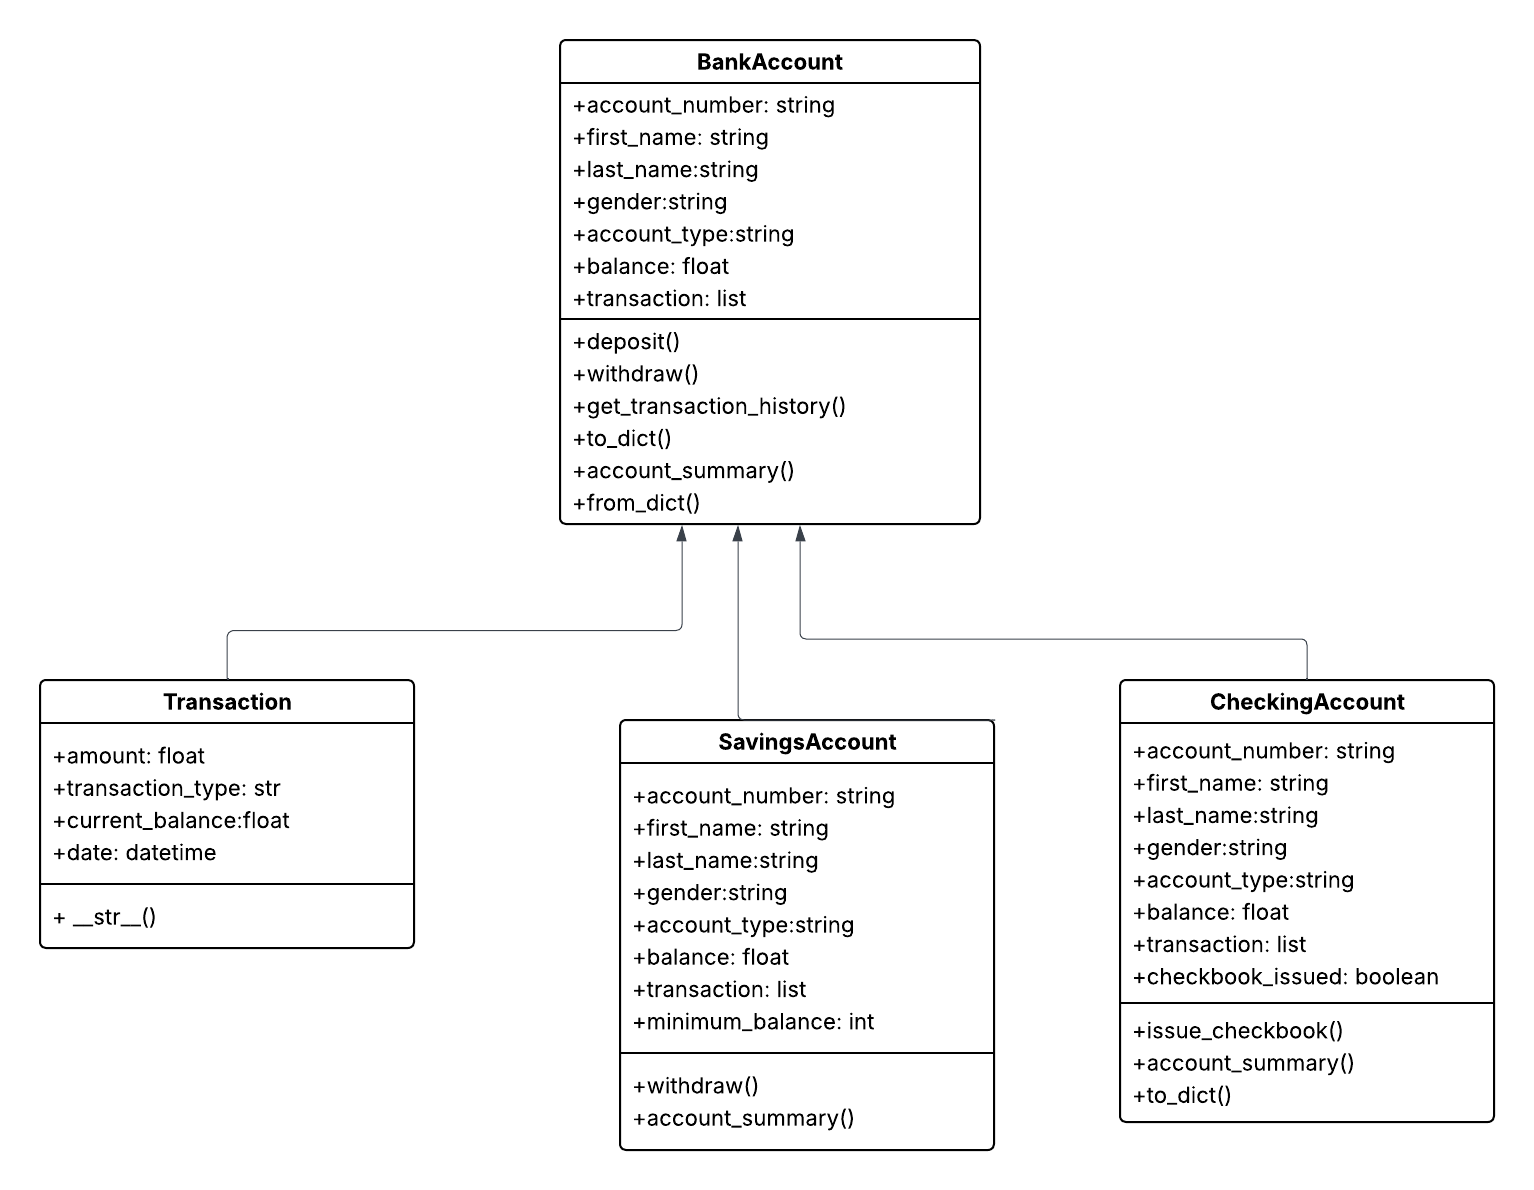 BankAccount
+account_number: string
+first_name: string
+last_name:string
+gender:string
+account_type:string
+balance: float
+transaction: list
+deposit()
+withdraw()
+get_transaction_history()
+to_dict()
+account_summary()
+from_dict()
Transaction
+amount: float
+transaction_type: str
+current_balance:float
+date: datetime
+ __str__()
SavingsAccount
+account_number: string
+first_name: string
+last_name:string
+gender:string
+account_type:string
+balance: float
+transaction: list
+minimum_balance: int
+withdraw()
+account_summary()
CheckingAccount
+account_number: string
+first_name: string
+last_name:string
+gender:string
+account_type:string
+balance: float
+transaction: list
+checkbook_issued: boolean
+issue_checkbook()
+account_summary()
+to_dict()